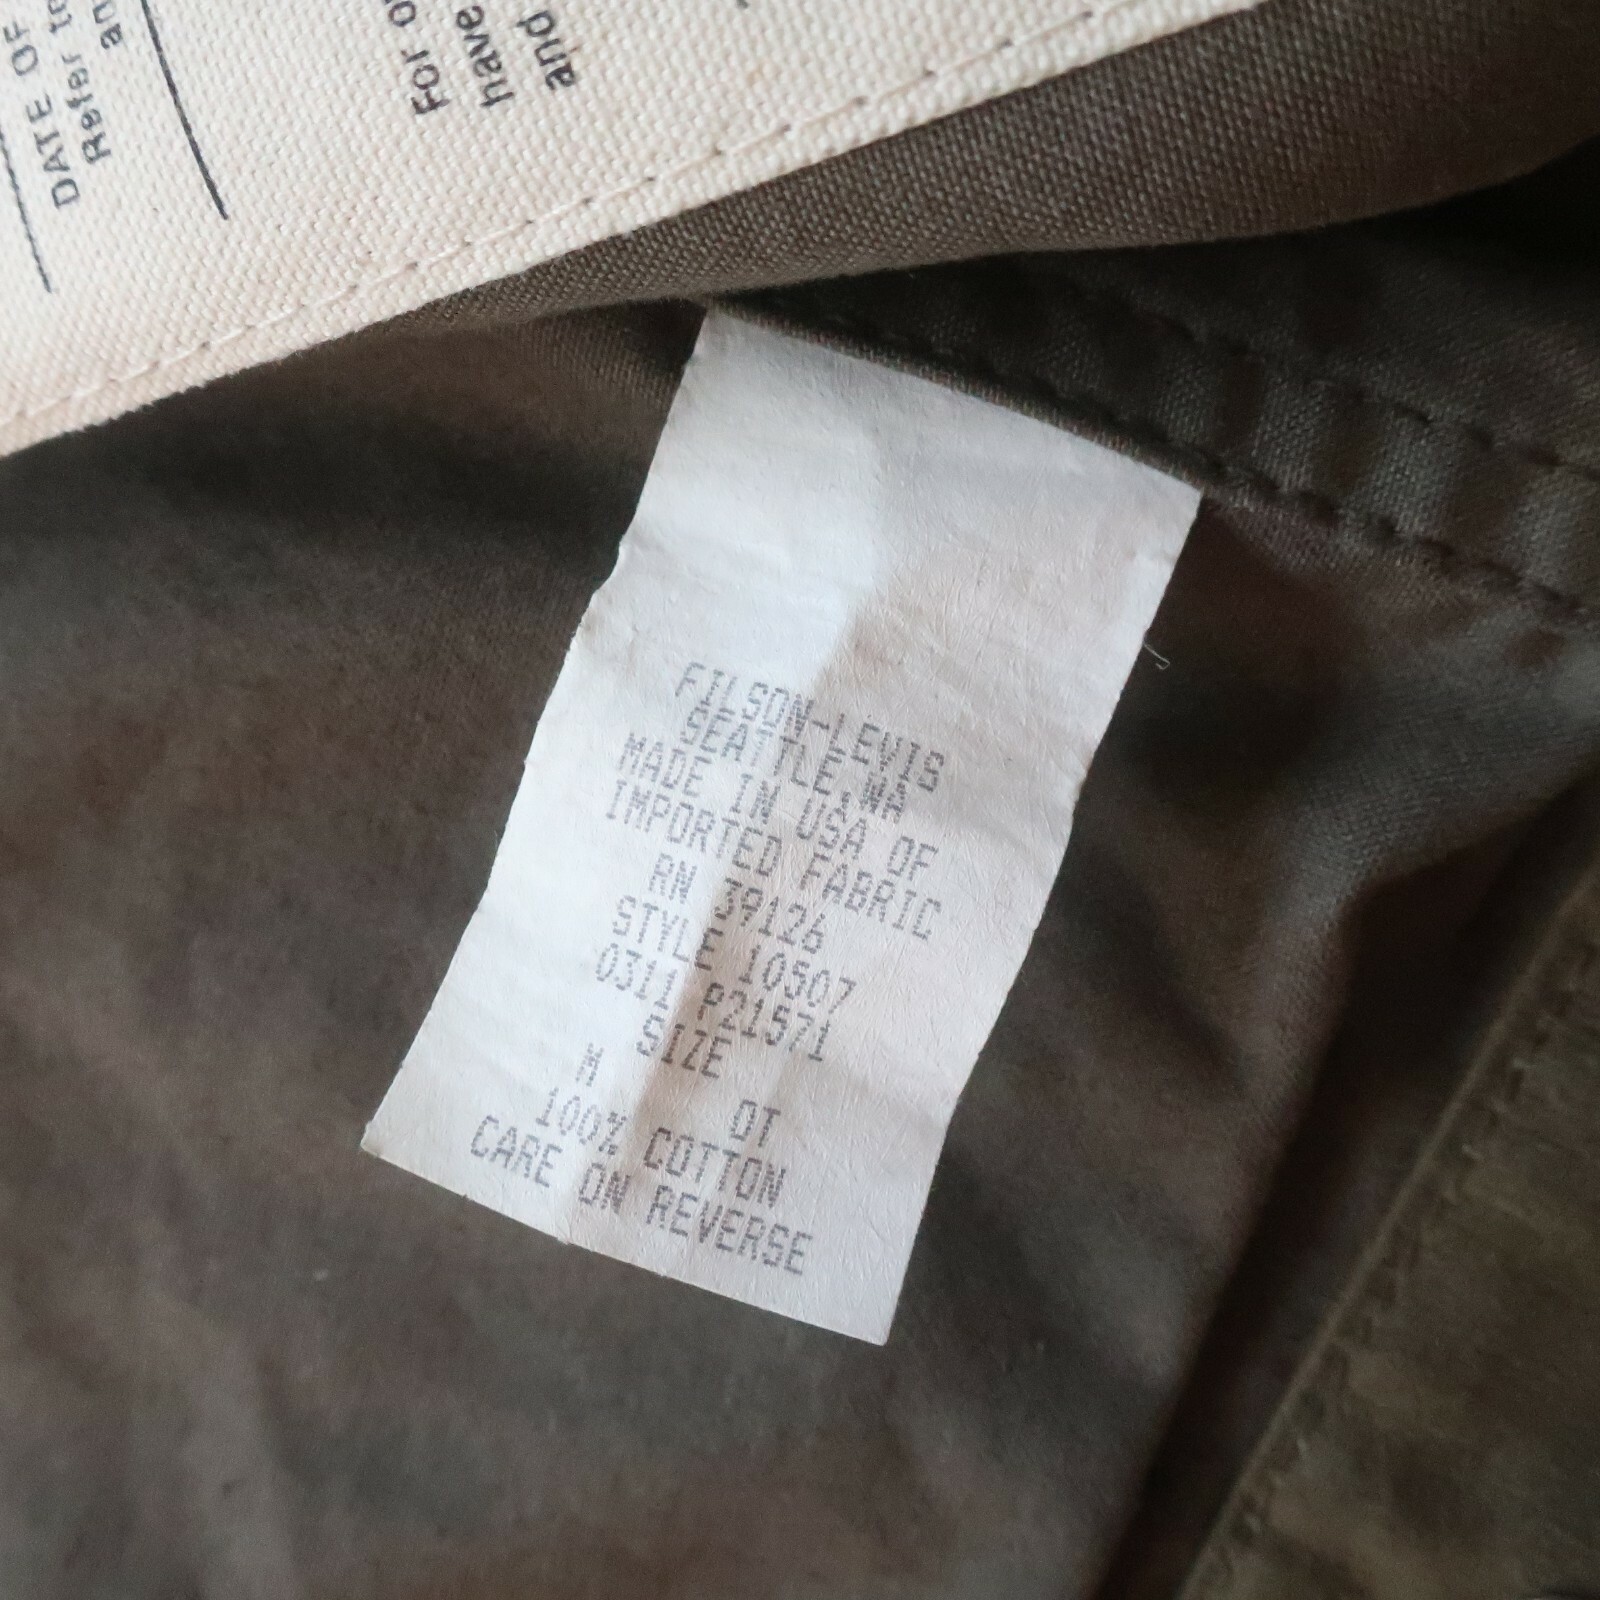 DATE OF
Refer to
an
For o
have
and
FILSON-LEVIS
SEATTLE, WA
MADE IN USA OF
IMPORTED FABRIC
RN 39126
STYLE 10507
0311 P21571
SIZE
M OT
100% COTTON
CARE ON REVERSE